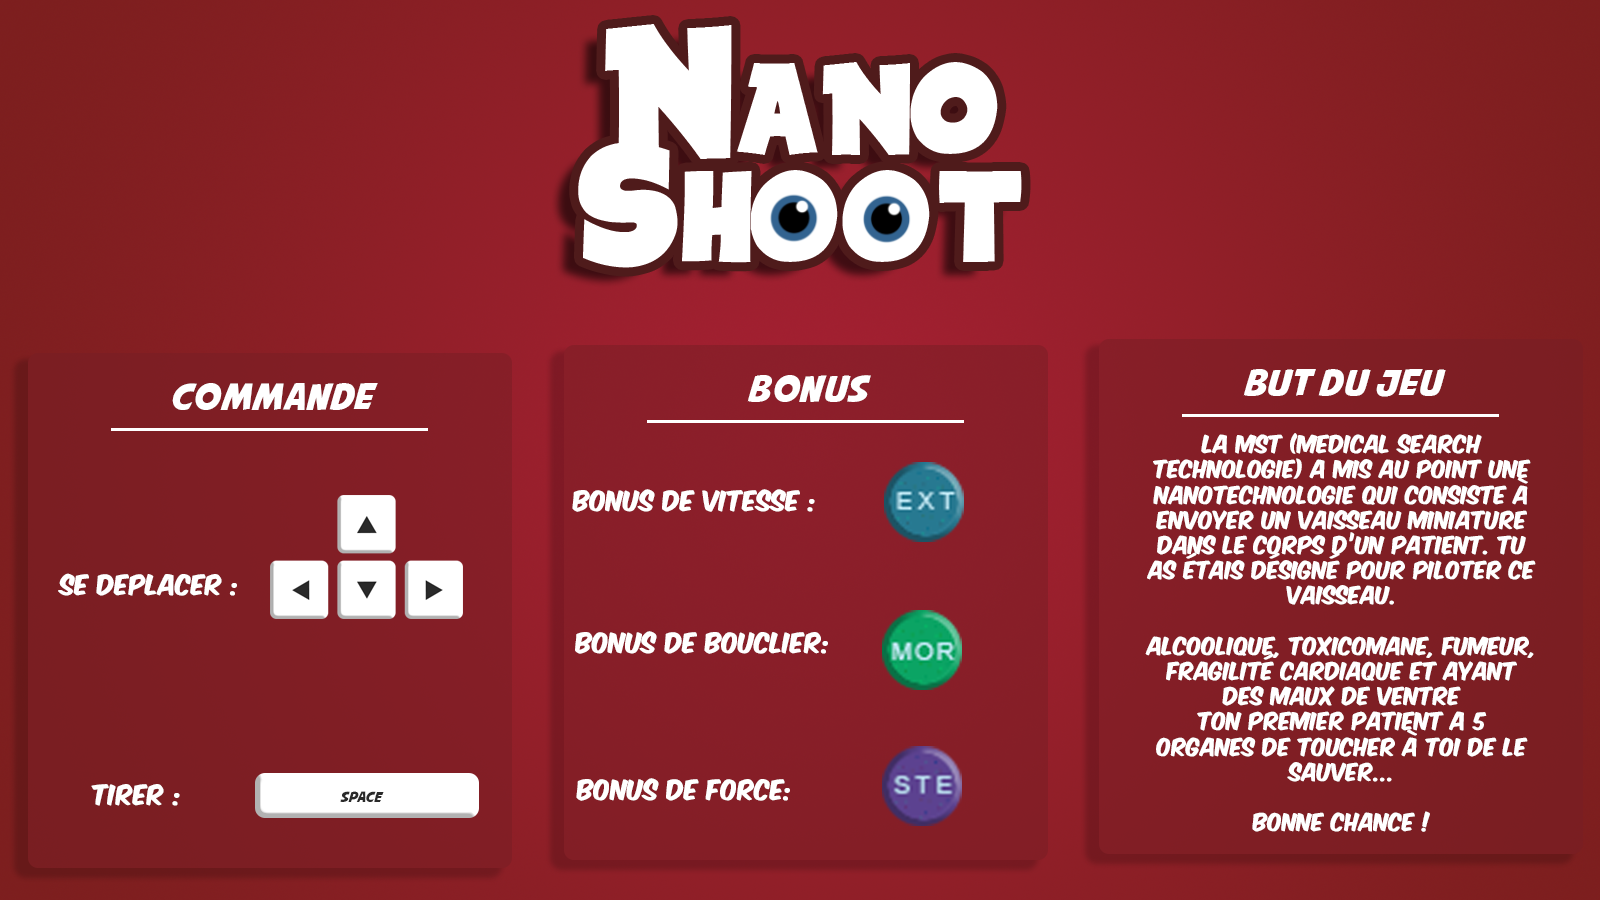 NANO
SHOOT
COMMANDE
SE DEPLACER :
TIRER :
SPACE
BONUS
BONUS DE VITESSE :
EXT
BONUS DE BOUCLIER:
MOR
BONUS DE FORCE:
STE
BUT DU JEU
LA MST (MEDICAL SEARCH
TECHNOLOGIE) A MIS AU POINT UNE
NANOTECHNOLOGIE QUI CONSISTE À
ENVOYER UN VAISSEAU MINIATURE
DANS LE CORPS D'UN PATIENT. TU
AS ÉTAIS DÉSIGNÉ POUR PILOTER CE
VAISSEAU.
ALCOOLIQUE, TOXICOMANE, FUMEUR,
FRAGILITÉ CARDIAQUE ET AYANT
DES MAUX DE VENTRE
TON PREMIER PATIENT A 5
ORGANES DE TOUCHER À TOI DE LE
SAUVER...
BONNE CHANCE !